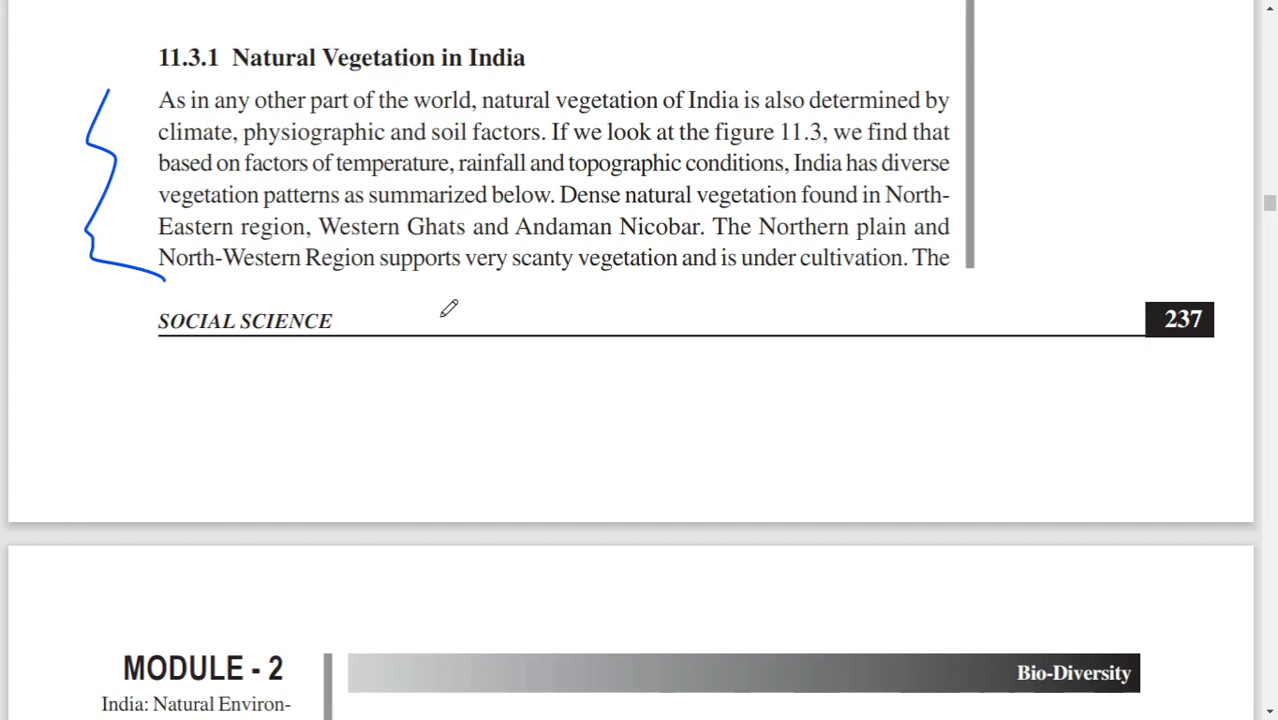 11.3.1 Natural Vegetation in India
As in any other part of the world, natural vegetation of India is also determined by
climate, physiographic and soil factors. If we look at the figure 11.3, we find that
based on factors of temperature, rainfall and topographic conditions, India has diverse
vegetation patterns as summarized below. Dense natural vegetation found in North-
Eastern region, Western Ghats and Andaman Nicobar. The Northern plain and
North-Western Region supports very scanty vegetation and is under cultivation. The
SOCIAL SCIENCE
237
MODULE - 2
Bio-Diversity
India: Natural Environ-